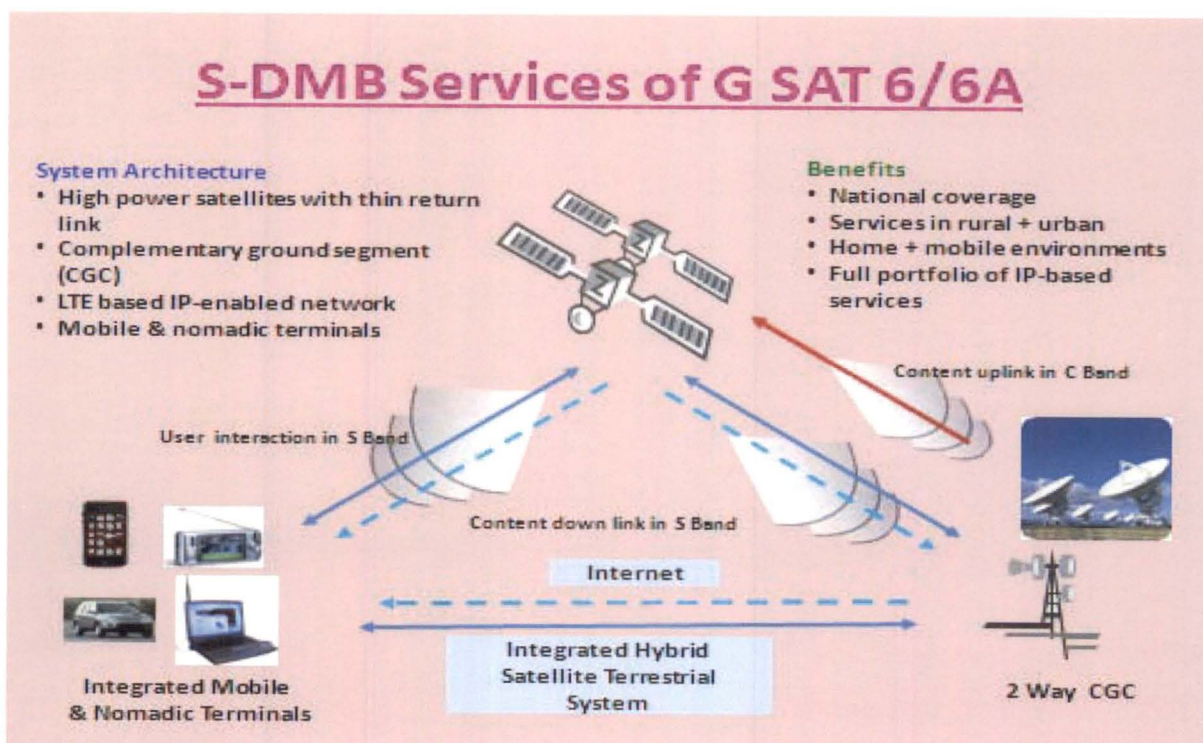 S-DMB Services of G SAT 6/6A
System Architecture
• High power satellites with thin return
link
• Complementary ground segment
(CGC)
• LTE based IP-enabled network
• Mobile & nomadic terminals
Benefits
• National coverage
• Services in rural + urban
• Home + mobile environments
• Full portfolio of IP-based
services
Content uplink in C Band
User interaction in S Band
Content down link in S Band
Internet
Integrated Hybrid
Satellite Terrestrial
System
Integrated Mobile
& Nomadic Terminals
2 Way CGC